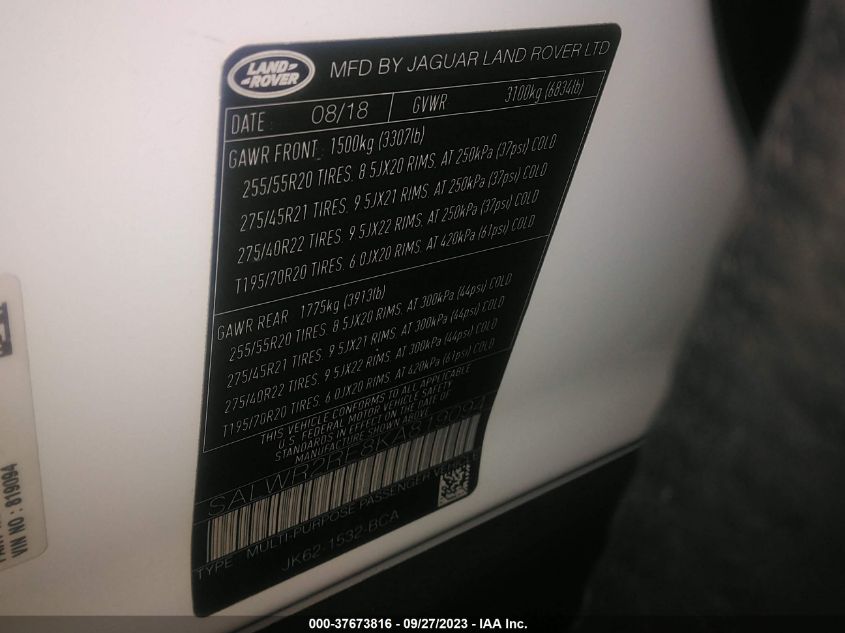 LAND
ROVER
MFD BY JAGUAR LAND ROVER LTD
DATE 08/18 GVWR 3100kg (6834lb)
GAWR FRONT 1500kg (3307lb)
255/55R20 TIRES, 8.5JX20 RIMS, AT 250kPa (37psi) COLD
275/45R21 TIRES, 9.5JX21 RIMS, AT 250kPa (37psi) COLD
275/40R22 TIRES, 9.5JX22 RIMS, AT 250kPa (37psi) COLD
T195/70R20 TIRES, 6.0JX20 RIMS, AT 420kPa (61psi) COLD
GAWR REAR 1775kg (3913lb)
255/55R20 TIRES, 8.5JX20 RIMS, AT 300kPa (44psi) COLD
275/45R21 TIRES, 9.5JX21 RIMS, AT 300kPa (44psi) COLD
275/40R22 TIRES, 9.5JX22 RIMS, AT 300kPa (44psi) COLD
T195/70R20 TIRES, 6.0JX20 RIMS, AT 420kPa (61psi) COLD
THIS VEHICLE CONFORMS TO ALL APPLICABLE
U.S. FEDERAL MOTOR VEHICLE SAFETY
STANDARDS IN EFFECT ON THE DATE OF
MANUFACTURE SHOWN ABOVE.
SALWR2RE8KA819094
TYPE MULTI-PURPOSE PASSENGER
JK62-1532-BCA
VIN NO : 819094
000-37673816 - 09/27/2023 - IAA Inc.